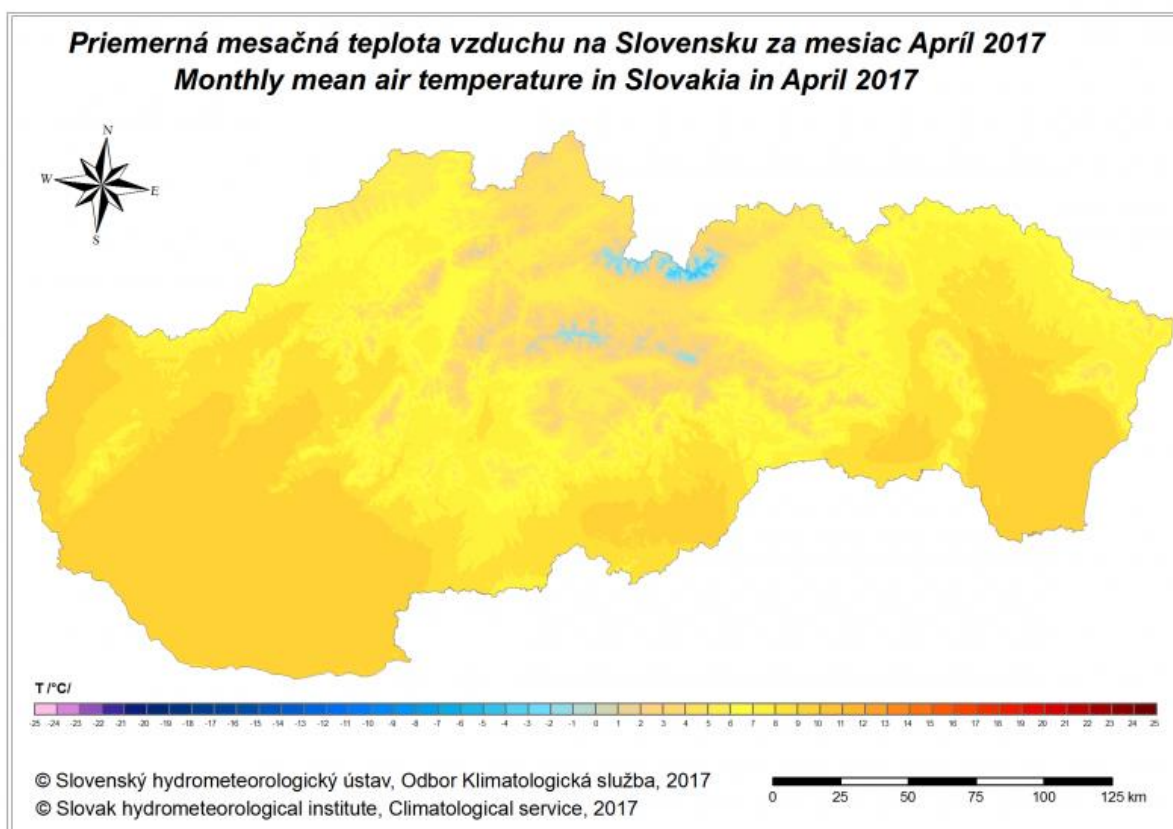 Priemerná mesačná teplota vzduchu na Slovensku za mesiac Apríl 2017
Monthly mean air temperature in Slovakia in April 2017
N
W
E
S
T /°C/
-25 -24 -23 -22 -21 -20 -19 -18 -17 -16 -15 -14 -13 -12 -11 -10 -9 -8 -7 -6 -5 -4 -3 -2 -1 0 1 2 3 4 5 6 7 8 9 10 11 12 13 14 15 16 17 18 19 20 21 22 23 24 25
© Slovenský hydrometeorologický ústav, Odbor Klimatologická služba, 2017
© Slovak hydrometeorological institute, Climatological service, 2017
0 25 50 75 100 125 km